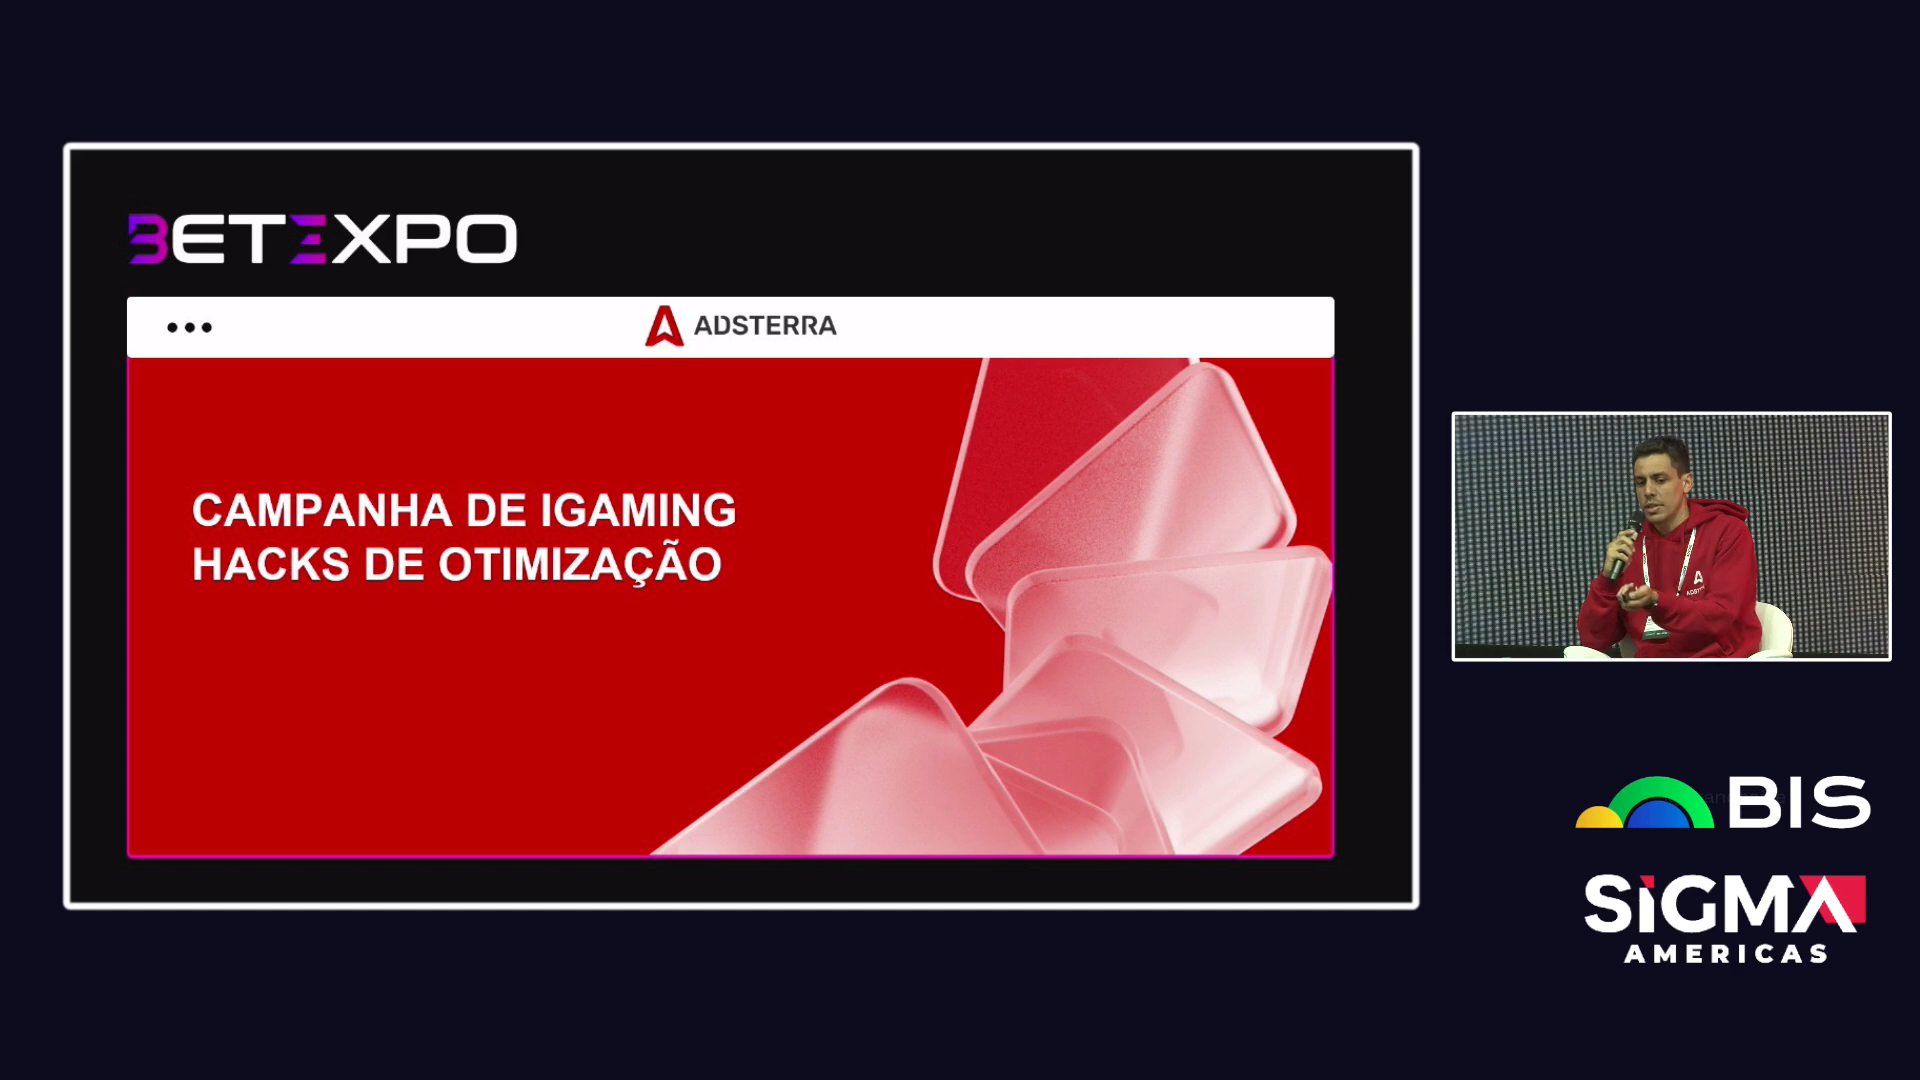 BETEXPO
ADSTERRA
CAMPANHA DE IGAMING
HACKS DE OTIMIZAÇÃO
BIS
SiGMA
AMERICAS